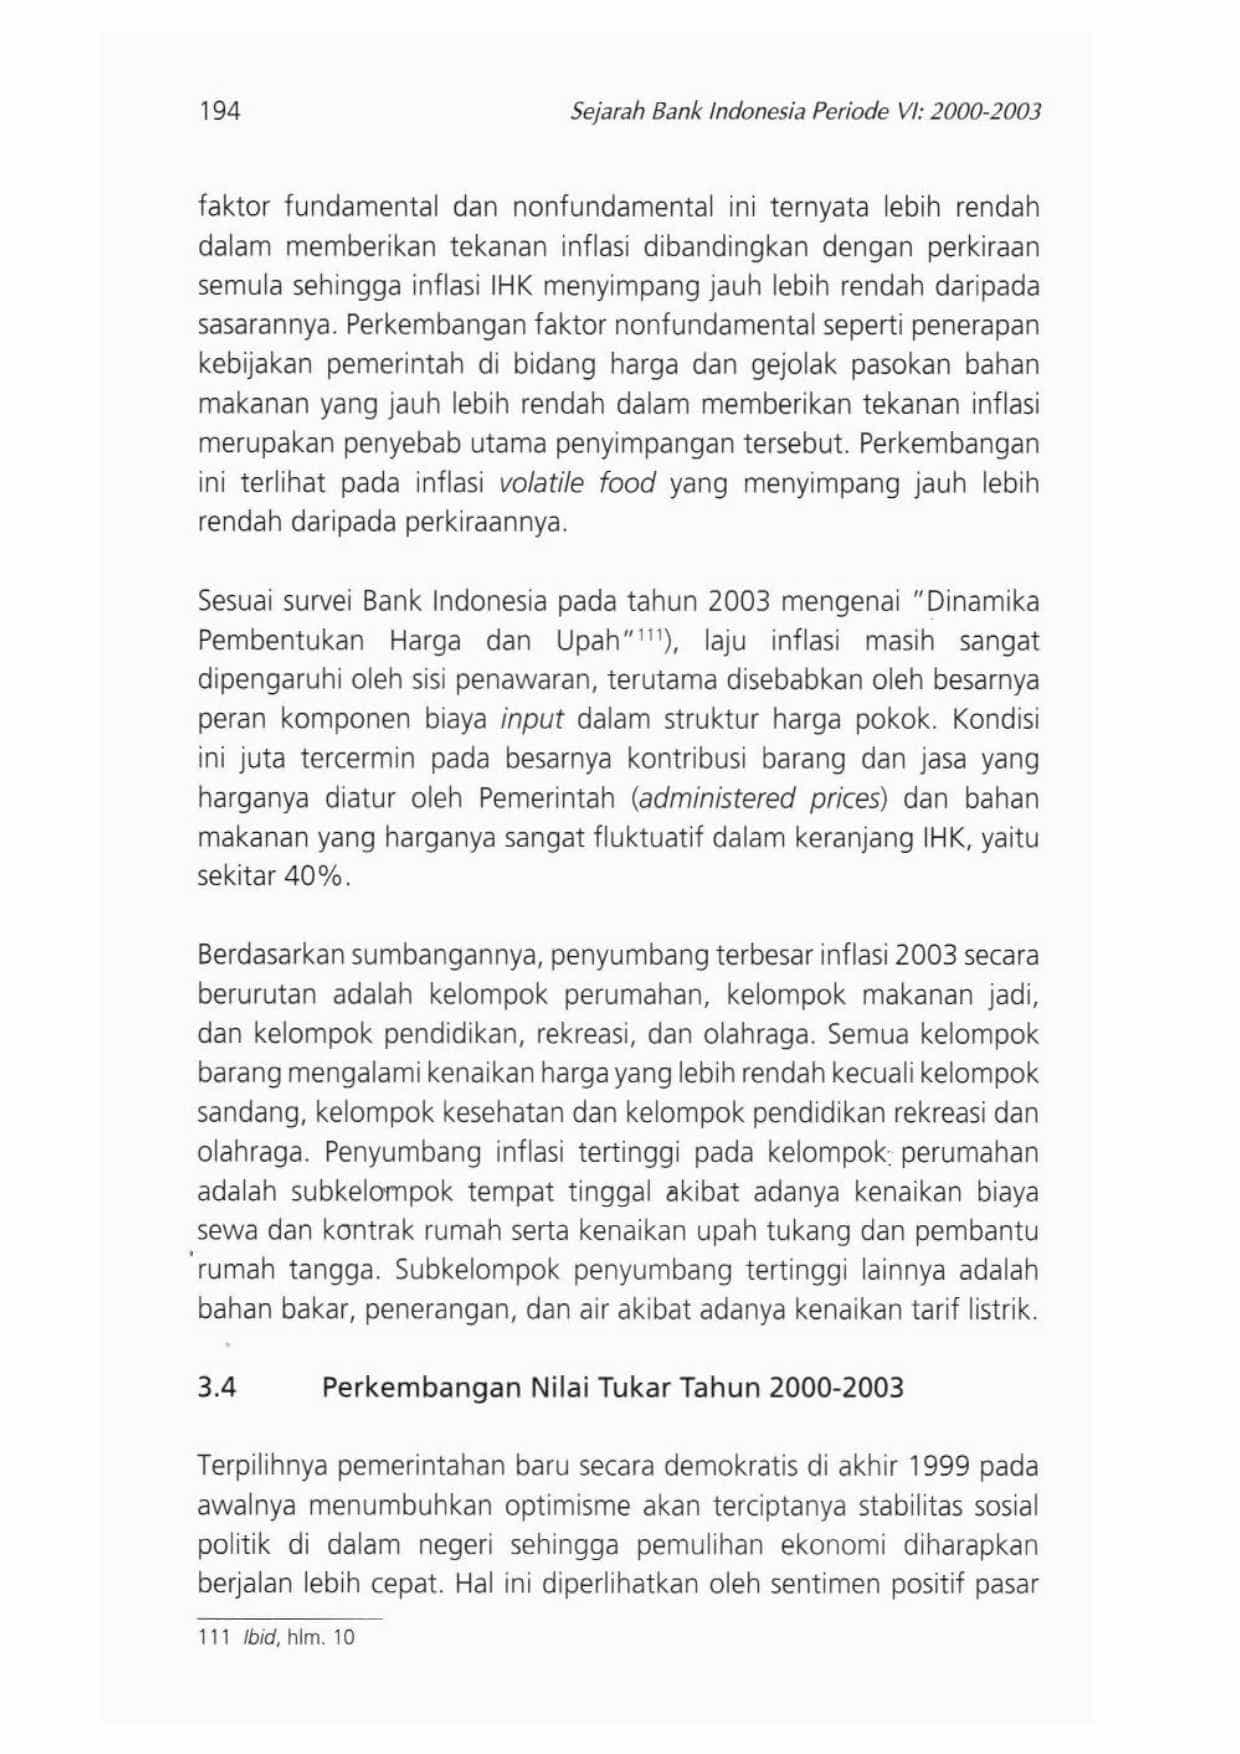 194 Sejarah Bank Indonesia Periode VI: 2000-2003
faktor fundamental dan nonfundamental ini ternyata lebih rendah
dalam memberikan tekanan inflasi dibandingkan dengan perkiraan
semula sehingga inflasi IHK menyimpang jauh lebih rendah daripada
sasarannya. Perkembangan faktor nonfundamental seperti penerapan
kebijakan pemerintah di bidang harga dan gejolak pasokan bahan
makanan yang jauh lebih rendah dalam memberikan tekanan inflasi
merupakan penyebab utama penyimpangan tersebut. Perkembangan
ini terlihat pada inflasi volatile food yang menyimpang jauh lebih
rendah daripada perkiraannya.
Sesuai survei Bank Indonesia pada tahun 2003 mengenai "Dinamika
Pembentukan Harga dan Upah"¹¹¹), laju inflasi masih sangat
dipengaruhi oleh sisi penawaran, terutama disebabkan oleh besarnya
peran komponen biaya input dalam struktur harga pokok. Kondisi
ini juta tercermin pada besarnya kontribusi barang dan jasa yang
harganya diatur oleh Pemerintah (administered prices) dan bahan
makanan yang harganya sangat fluktuatif dalam keranjang IHK, yaitu
sekitar 40%.
Berdasarkan sumbangannya, penyumbang terbesar inflasi 2003 secara
berurutan adalah kelompok perumahan, kelompok makanan jadi,
dan kelompok pendidikan, rekreasi, dan olahraga. Semua kelompok
barang mengalami kenaikan harga yang lebih rendah kecuali kelompok
sandang, kelompok kesehatan dan kelompok pendidikan rekreasi dan
olahraga. Penyumbang inflasi tertinggi pada kelompok perumahan
adalah subkelompok tempat tinggal akibat adanya kenaikan biaya
sewa dan kontrak rumah serta kenaikan upah tukang dan pembantu
rumah tangga. Subkelompok penyumbang tertinggi lainnya adalah
bahan bakar, penerangan, dan air akibat adanya kenaikan tarif listrik.
3.4 Perkembangan Nilai Tukar Tahun 2000-2003
Terpilihnya pemerintahan baru secara demokratis di akhir 1999 pada
awalnya menumbuhkan optimisme akan terciptanya stabilitas sosial
politik di dalam negeri sehingga pemulihan ekonomi diharapkan
berjalan lebih cepat. Hal ini diperlihatkan oleh sentimen positif pasar
111 Ibid, hlm. 10